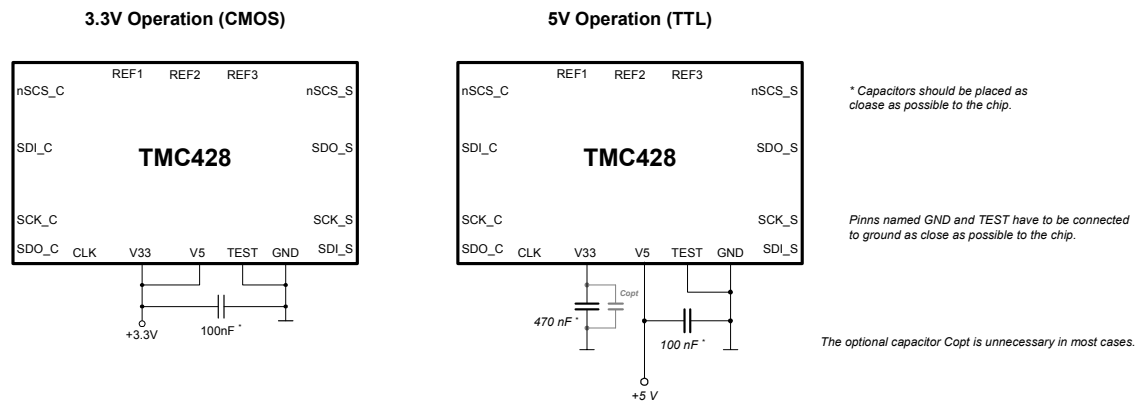 3.3V Operation (CMOS)
REF1 REF2 REF3
nSCS_C nSCS_S
SDI_C TMC428 SDO_S
SCK_C SCK_S
SDO_C CLK V33 V5 TEST GND SDI_S
+3.3V
100nF *
5V Operation (TTL)
REF1 REF2 REF3
nSCS_C nSCS_S
SDI_C TMC428 SDO_S
SCK_C SCK_S
SDO_C CLK V33 V5 TEST GND SDI_S
Copt
470 nF *
100 nF *
+5 V
* Capacitors should be placed as
cloase as possible to the chip.
Pinns named GND and TEST have to be connected
to ground as close as possible to the chip.
The optional capacitor Copt is unnecessary in most cases.